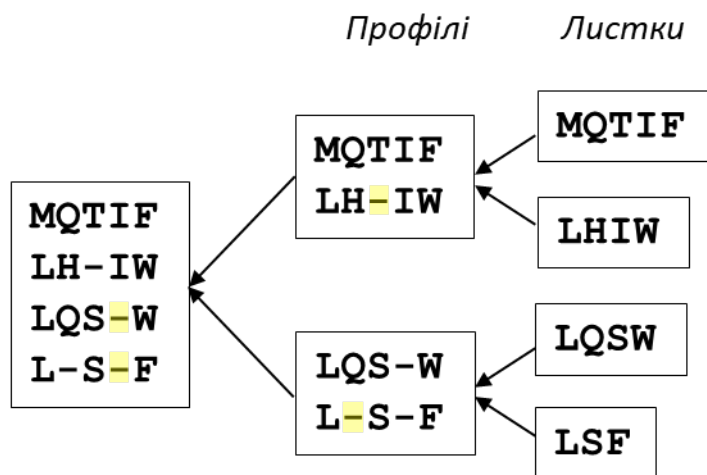 Профілі
Листки
MQTIF
LH-IW
LQS-W
L-S-F
MQTIF
LH-IW
LQS-W
L-S-F
MQTIF
LHIW
LQSW
LSF